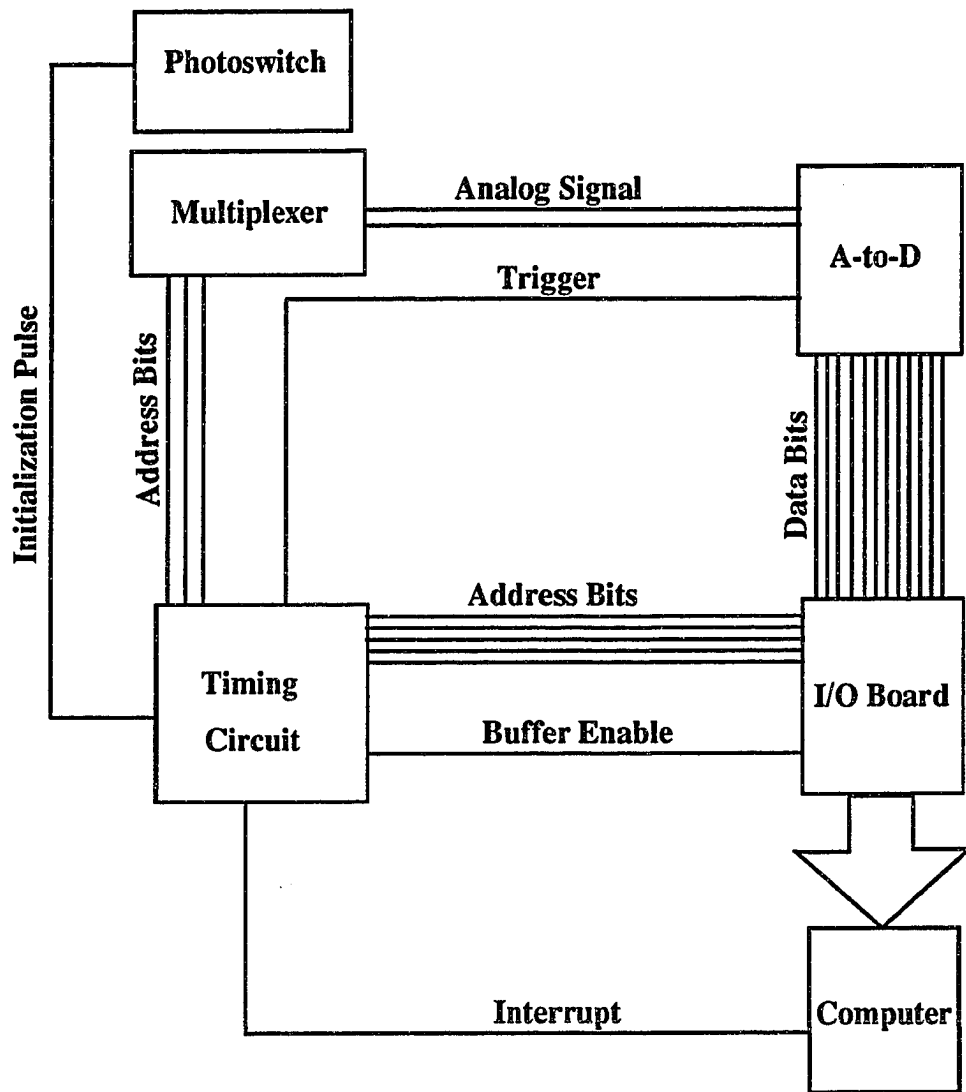 Photoswitch
Multiplexer
Analog Signal
A-to-D
Trigger
Initialization Pulse
Address Bits
Data Bits
Address Bits
Timing
Circuit
I/O Board
Buffer Enable
Interrupt
Computer